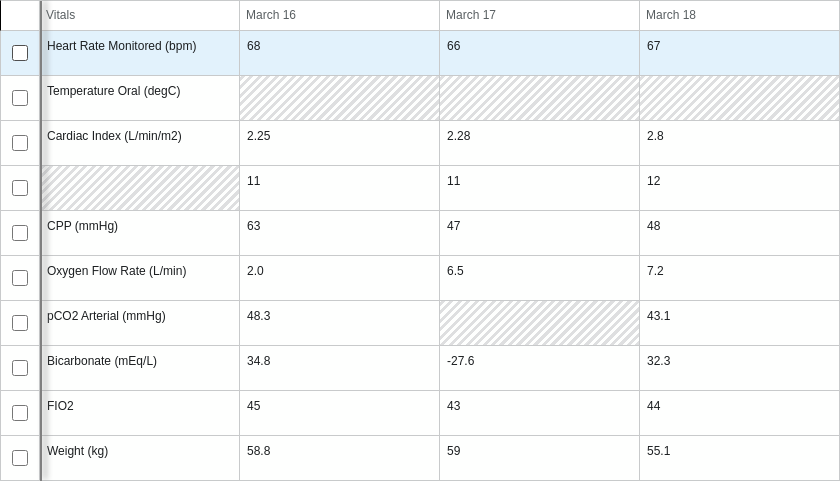 Vitals March 16 March 17 March 18
Heart Rate Monitored (bpm) 68 66 67
Temperature Oral (degC)
Cardiac Index (L/min/m2) 2.25 2.28 2.8
11 11 12
CPP (mmHg) 63 47 48
Oxygen Flow Rate (L/min) 2.0 6.5 7.2
pCO2 Arterial (mmHg) 48.3 43.1
Bicarbonate (mEq/L) 34.8 -27.6 32.3
FIO2 45 43 44
Weight (kg) 58.8 59 55.1